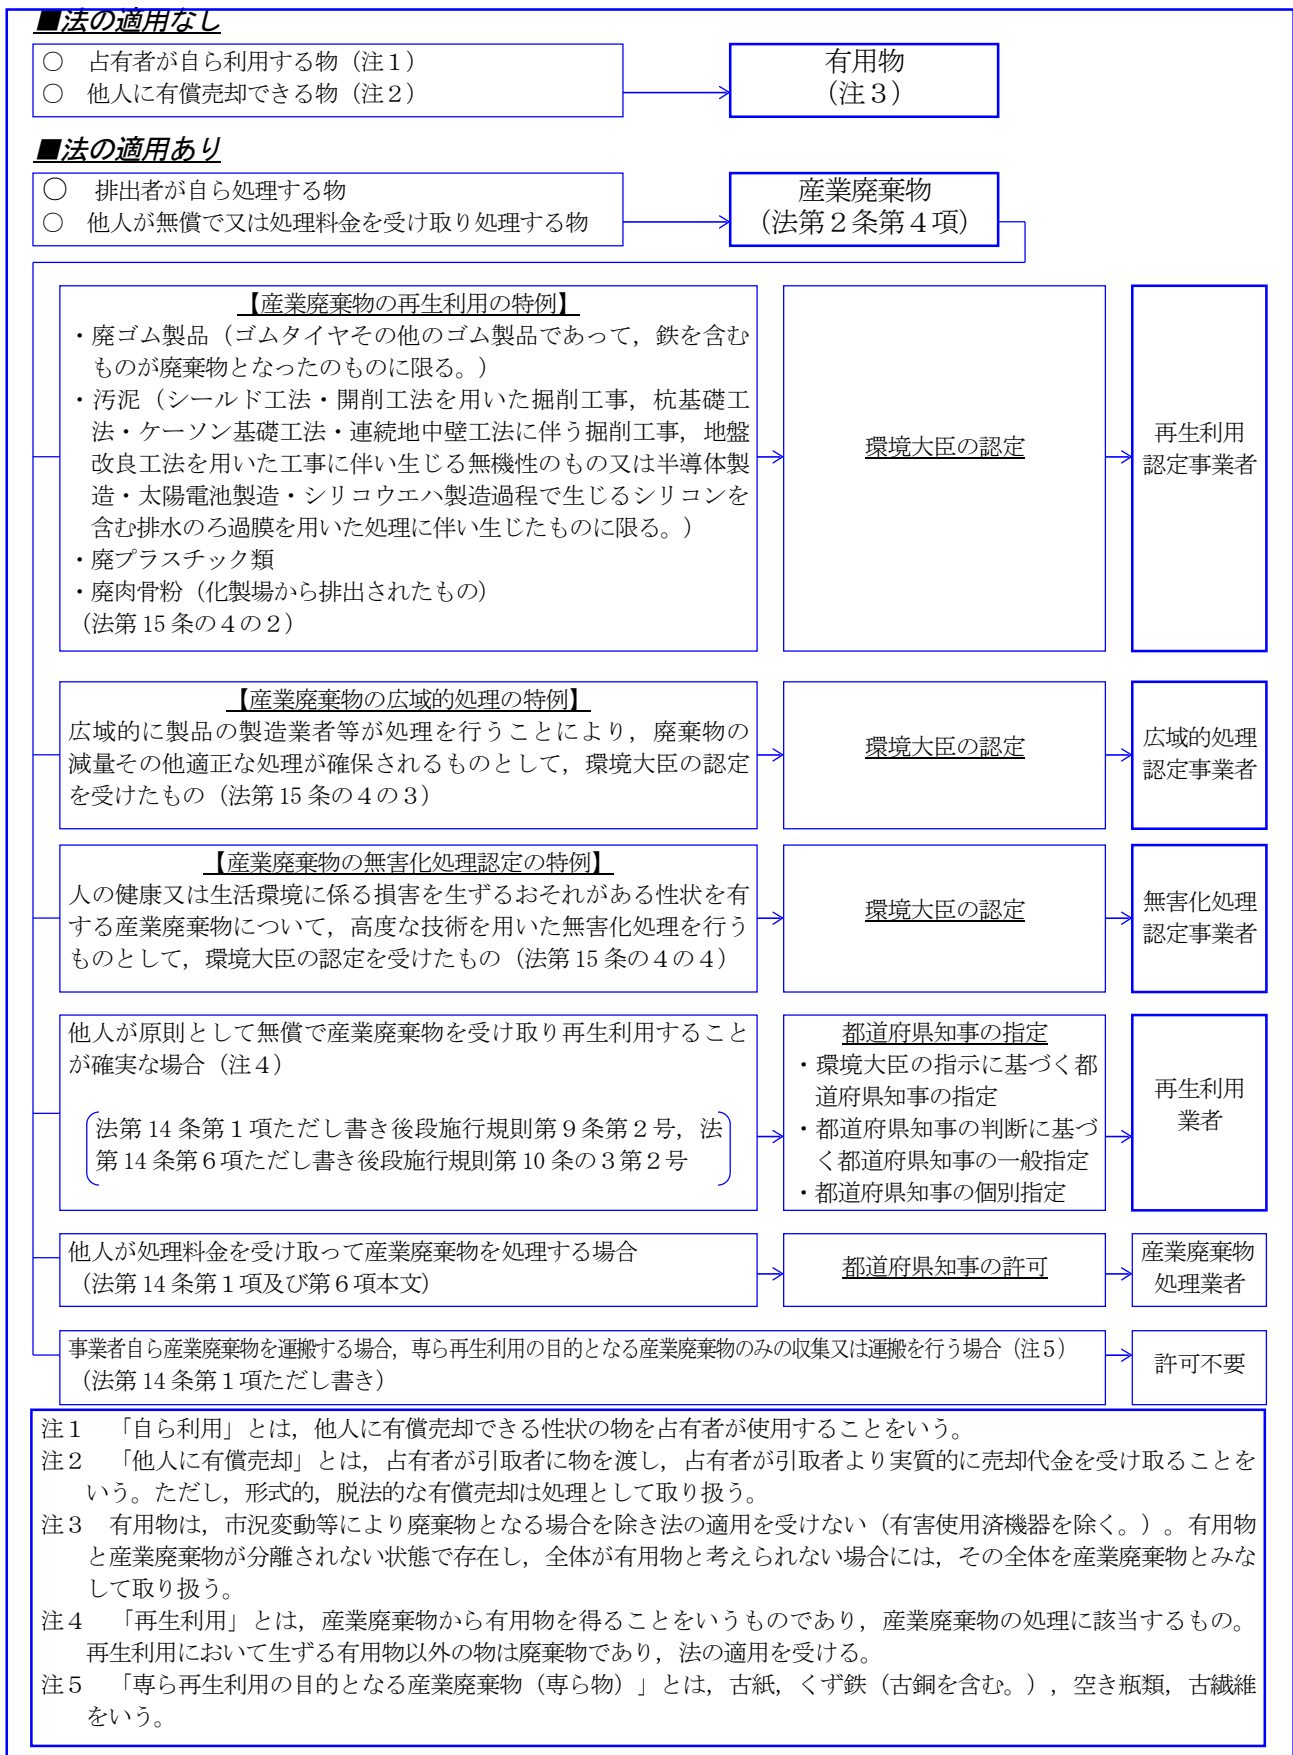 ■法の適用なし
○　占有者が自ら利用する物（注１）
○　他人に有償売却できる物（注２）
有用物
（注３）
■法の適用あり
○　排出者が自ら処理する物
○　他人が無償で又は処理料金を受け取り処理する物
産業廃棄物
（法第２条第４項）
【産業廃棄物の再生利用の特例】
・廃ゴム製品（ゴムタイヤその他のゴム製品であって，鉄を含む
ものが廃棄物となったのものに限る。）
・汚泥（シールド工法・開削工法を用いた掘削工事，杭基礎工
法・ケーソン基礎工法・連続地中壁工法に伴う掘削工事，地盤
改良工法を用いた工事に伴い生じる無機性のもの又は半導体製
造・太陽電池製造・シリコウエハ製造過程で生じるシリコンを
含む排水のろ過膜を用いた処理に伴い生じたものに限る。）
・廃プラスチック類
・廃肉骨粉（化製場から排出されたもの）
（法第 15 条の４の２）
環境大臣の認定
再生利用
認定事業者
【産業廃棄物の広域的処理の特例】
広域的に製品の製造業者等が処理を行うことにより，廃棄物の
減量その他適正な処理が確保されるものとして，環境大臣の認定
を受けたもの（法第 15 条の４の３）
環境大臣の認定
広域的処理
認定事業者
【産業廃棄物の無害化処理認定の特例】
人の健康又は生活環境に係る損害を生ずるおそれがある性状を有
する産業廃棄物について，高度な技術を用いた無害化処理を行う
ものとして，環境大臣の認定を受けたもの（法第 15 条の４の４）
環境大臣の認定
無害化処理
認定事業者
他人が原則として無償で産業廃棄物を受け取り再生利用すること
が確実な場合（注４）
法第 14 条第１項ただし書き後段施行規則第９条第２号，法
第 14 条第６項ただし書き後段施行規則第 10 条の３第２号
都道府県知事の指定
・環境大臣の指示に基づく都
道府県知事の指定
・都道府県知事の判断に基づ
く都道府県知事の一般指定
・都道府県知事の個別指定
再生利用
業者
他人が処理料金を受け取って産業廃棄物を処理する場合
（法第 14 条第１項及び第６項本文）
都道府県知事の許可
産業廃棄物
処理業者
事業者自ら産業廃棄物を運搬する場合，専ら再生利用の目的となる産業廃棄物のみの収集又は運搬を行う場合（注５）
（法第 14 条第１項ただし書き）
許可不要
注１　「自ら利用」とは，他人に有償売却できる性状の物を占有者が使用することをいう。
注２　「他人に有償売却」とは，占有者が引取者に物を渡し，占有者が引取者より実質的に売却代金を受け取ることを
いう。ただし，形式的，脱法的な有償売却は処理として取り扱う。
注３　有用物は，市況変動等により廃棄物となる場合を除き法の適用を受けない（有害使用済機器を除く。）。有用物
と産業廃棄物が分離されない状態で存在し，全体が有用物と考えられない場合には，その全体を産業廃棄物とみな
して取り扱う。
注４　「再生利用」とは，産業廃棄物から有用物を得ることをいうものであり，産業廃棄物の処理に該当するもの。
再生利用において生ずる有用物以外の物は廃棄物であり，法の適用を受ける。
注５　「専ら再生利用の目的となる産業廃棄物（専ら物）」とは，古紙，くず鉄（古銅を含む。），空き瓶類，古繊維
をいう。